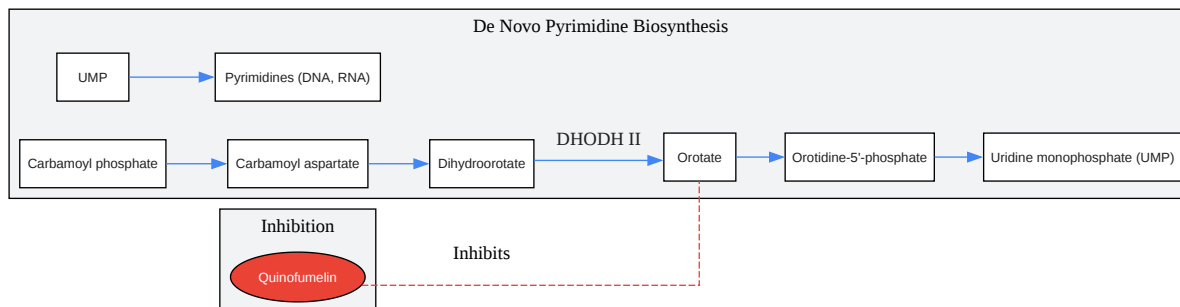 De Novo Pyrimidine Biosynthesis
UMP
Pyrimidines (DNA, RNA)
DHODH II
Carbamoyl phosphate
Carbamoyl aspartate
Dihydroorotate
Orotate
Orotidine-5'-phosphate
Uridine monophosphate (UMP)
Inhibition
Inhibits
Quinofumelin